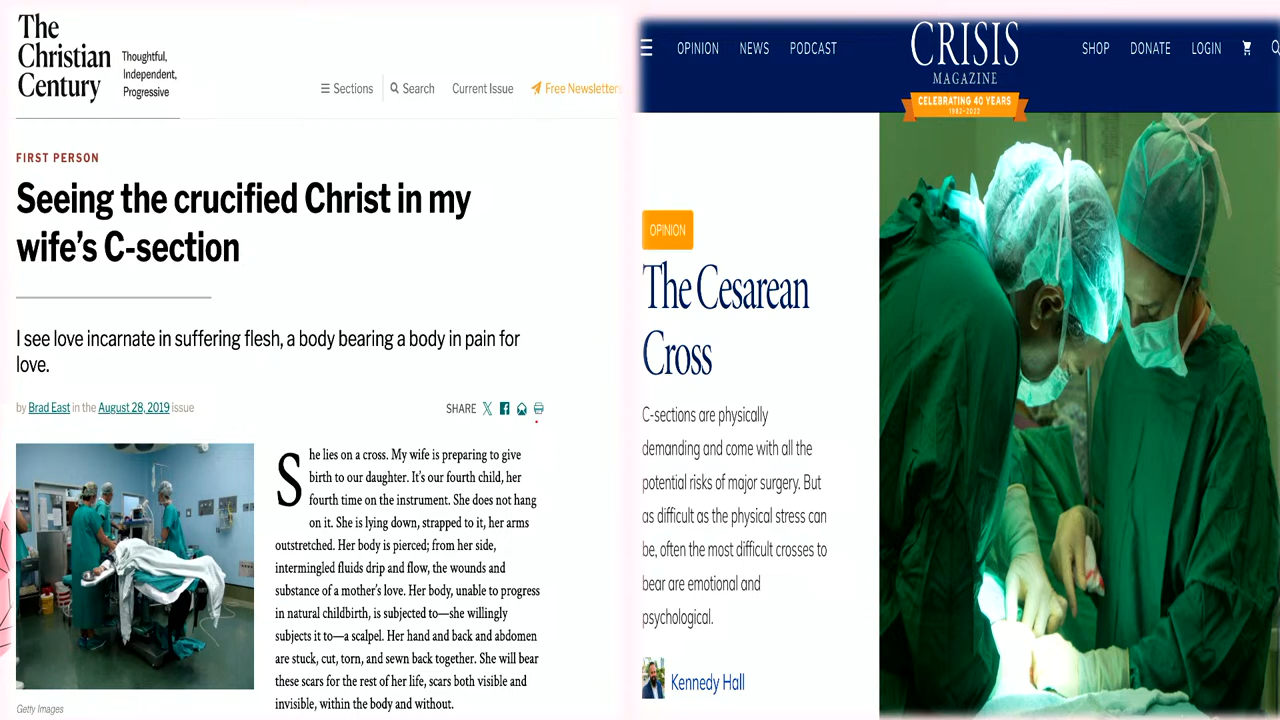 The
Christian
Century
Thoughtful,
Independent,
Progressive
Sections
Search
Current Issue
Free Newsletters
FIRST PERSON
Seeing the crucified Christ in my
wife's C-section
I see love incarnate in suffering flesh, a body bearing a body in pain for
love.
by Brad East in the August 28, 2019 issue
SHARE
She lies on a cross. My wife is preparing to give
birth to our daughter. It's our fourth child, her
fourth time on the instrument. She does not hang
on it. She is lying down, strapped to it, her arms
outstretched. Her body is pierced; from her side,
intermingled fluids drip and flow, the wounds and
substance of a mother's love. Her body, unable to progress
in natural childbirth, is subjected to—she willingly
subjects it to—a scalpel. Her hand and back and abdomen
are stuck, cut, torn, and sewn back together. She will bear
these scars for the rest of her life, scars both visible and
invisible, within the body and without.
Getty Images
OPINION
NEWS
PODCAST
CRISIS
MAGAZINE
CELEBRATING 40 YEARS
1982-2022
SHOP
DONATE
LOGIN
OPINION
The Cesarean
Cross
C-sections are physically
demanding and come with all the
potential risks of major surgery. But
as difficult as the physical stress can
be, often the most difficult crosses to
bear are emotional and
psychological.
Kennedy Hall